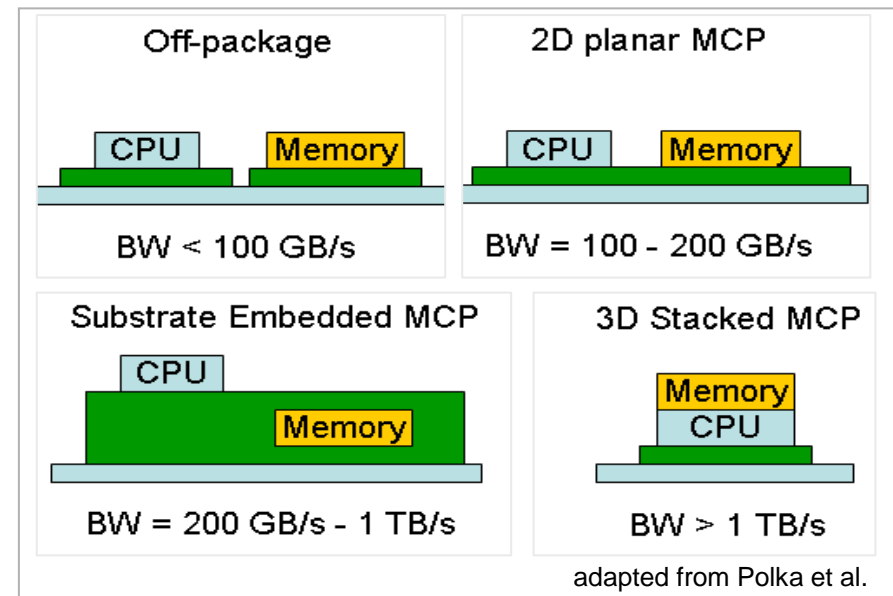 Off-package
CPU
Memory
BW < 100 GB/s
2D planar MCP
CPU
Memory
BW = 100 - 200 GB/s
Substrate Embedded MCP
CPU
Memory
BW = 200 GB/s - 1 TB/s
3D Stacked MCP
Memory
CPU
BW > 1 TB/s
adapted from Polka et al.